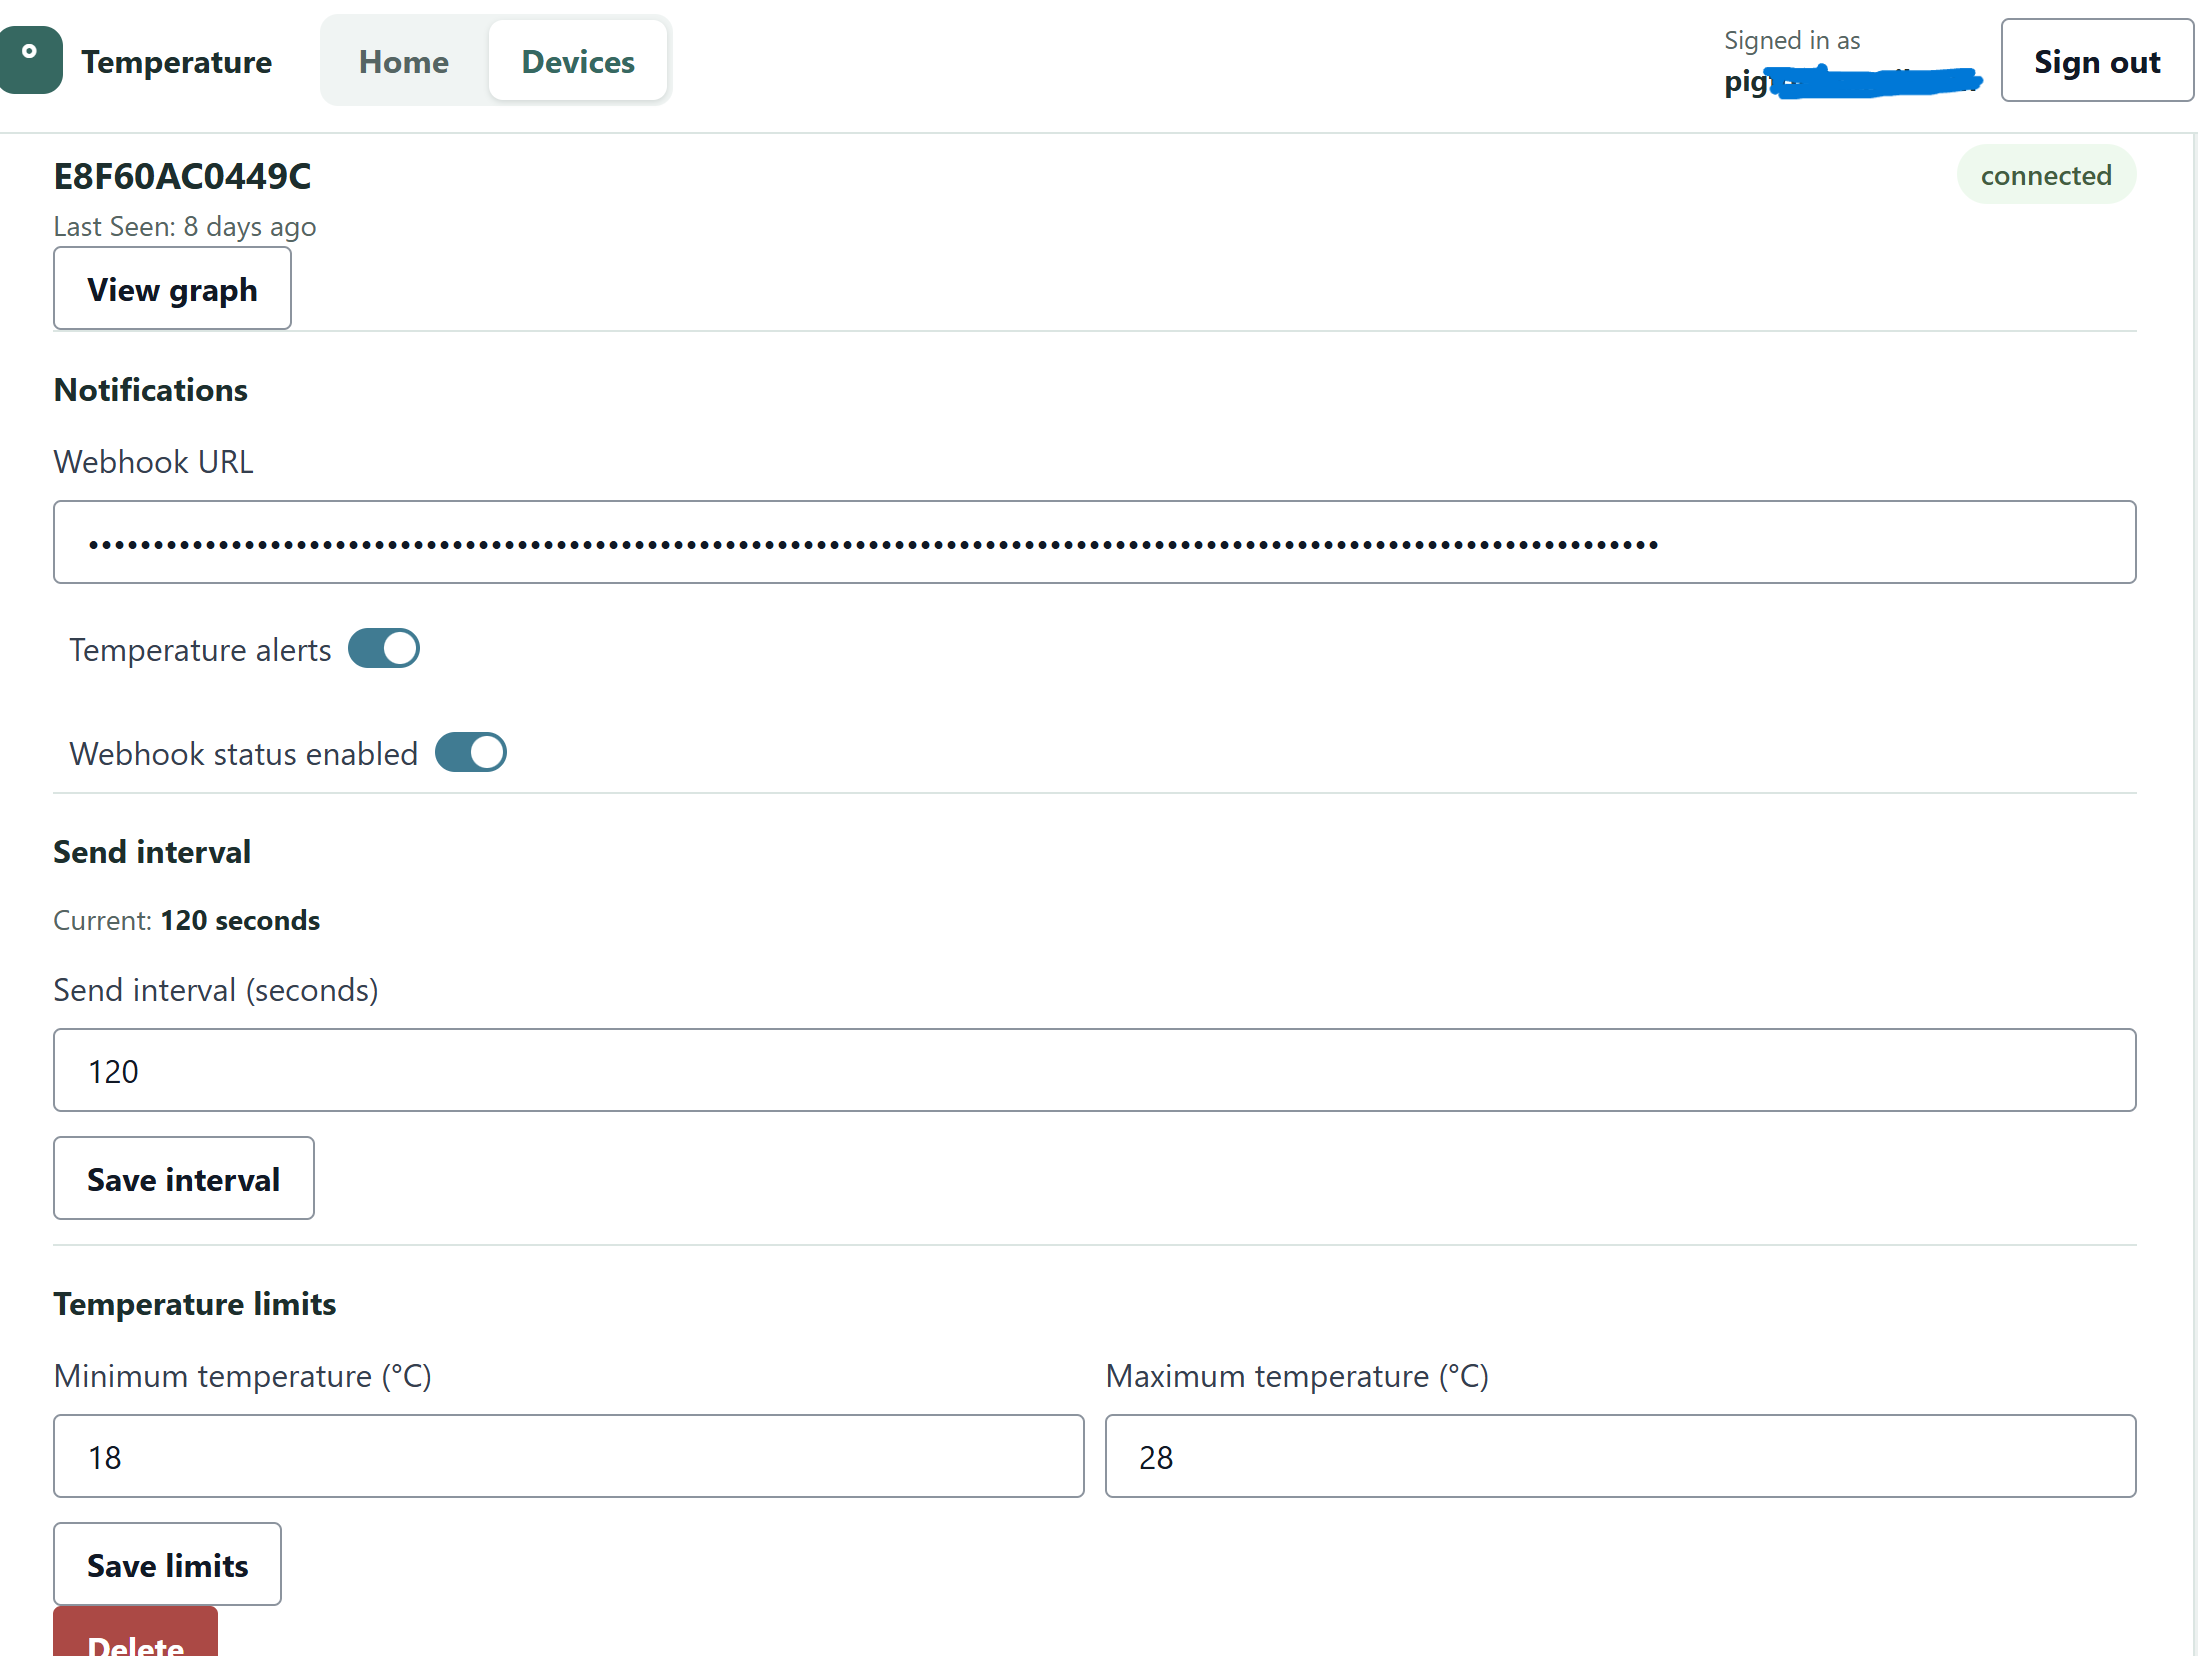 Temperature
Home
Devices
Signed in as
Sign out
E8F60AC0449C
connected
Last Seen: 8 days ago
View graph
Notifications
Webhook URL
Temperature alerts
Webhook status enabled
Send interval
Current: 120 seconds
Send interval (seconds)
120
Save interval
Temperature limits
Minimum temperature (°C)
Maximum temperature (°C)
18
28
Save limits
Delete